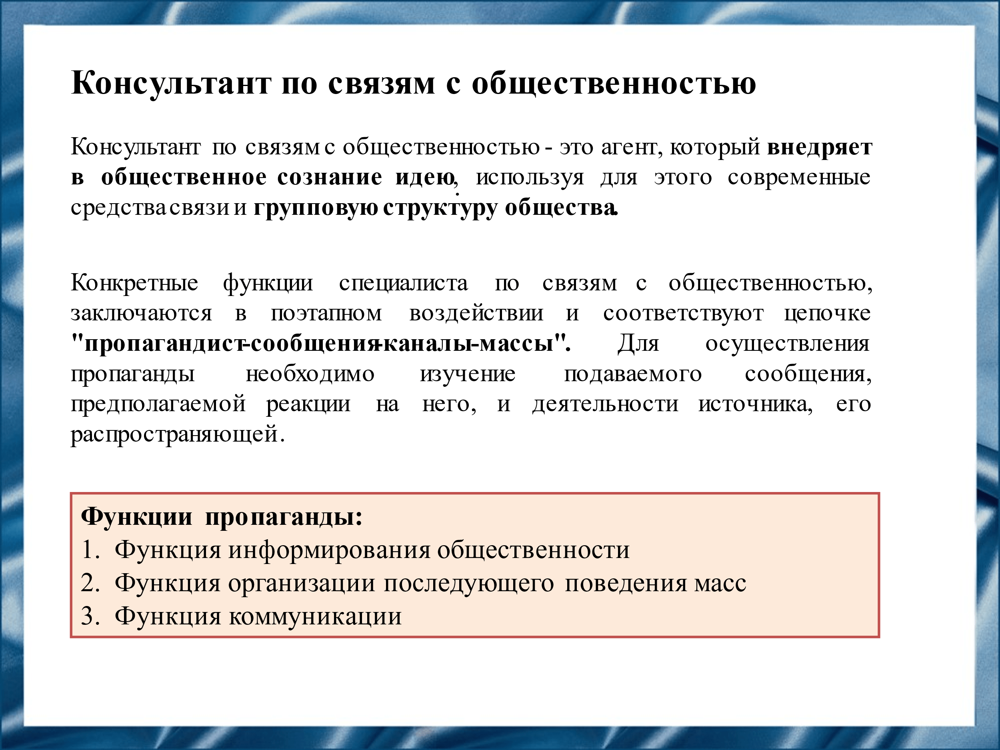 Консультант по связям с общественностью
Консультант по связям с общественностью - это агент, который внедряет
в общественное сознание идею, используя для этого современные
средства связи и групповую структуру общества.
.
Конкретные функции специалиста по связям с общественностью,
заключаются в поэтапном воздействии и соответствуют цепочке
"пропагандист-сообщения-каналы-массы". Для осуществления
пропаганды необходимо изучение подаваемого сообщения,
предполагаемой реакции на него, и деятельности источника, его
распространяющей.
Функции пропаганды:
1. Функция информирования общественности
2. Функция организации последующего поведения масс
3. Функция коммуникации